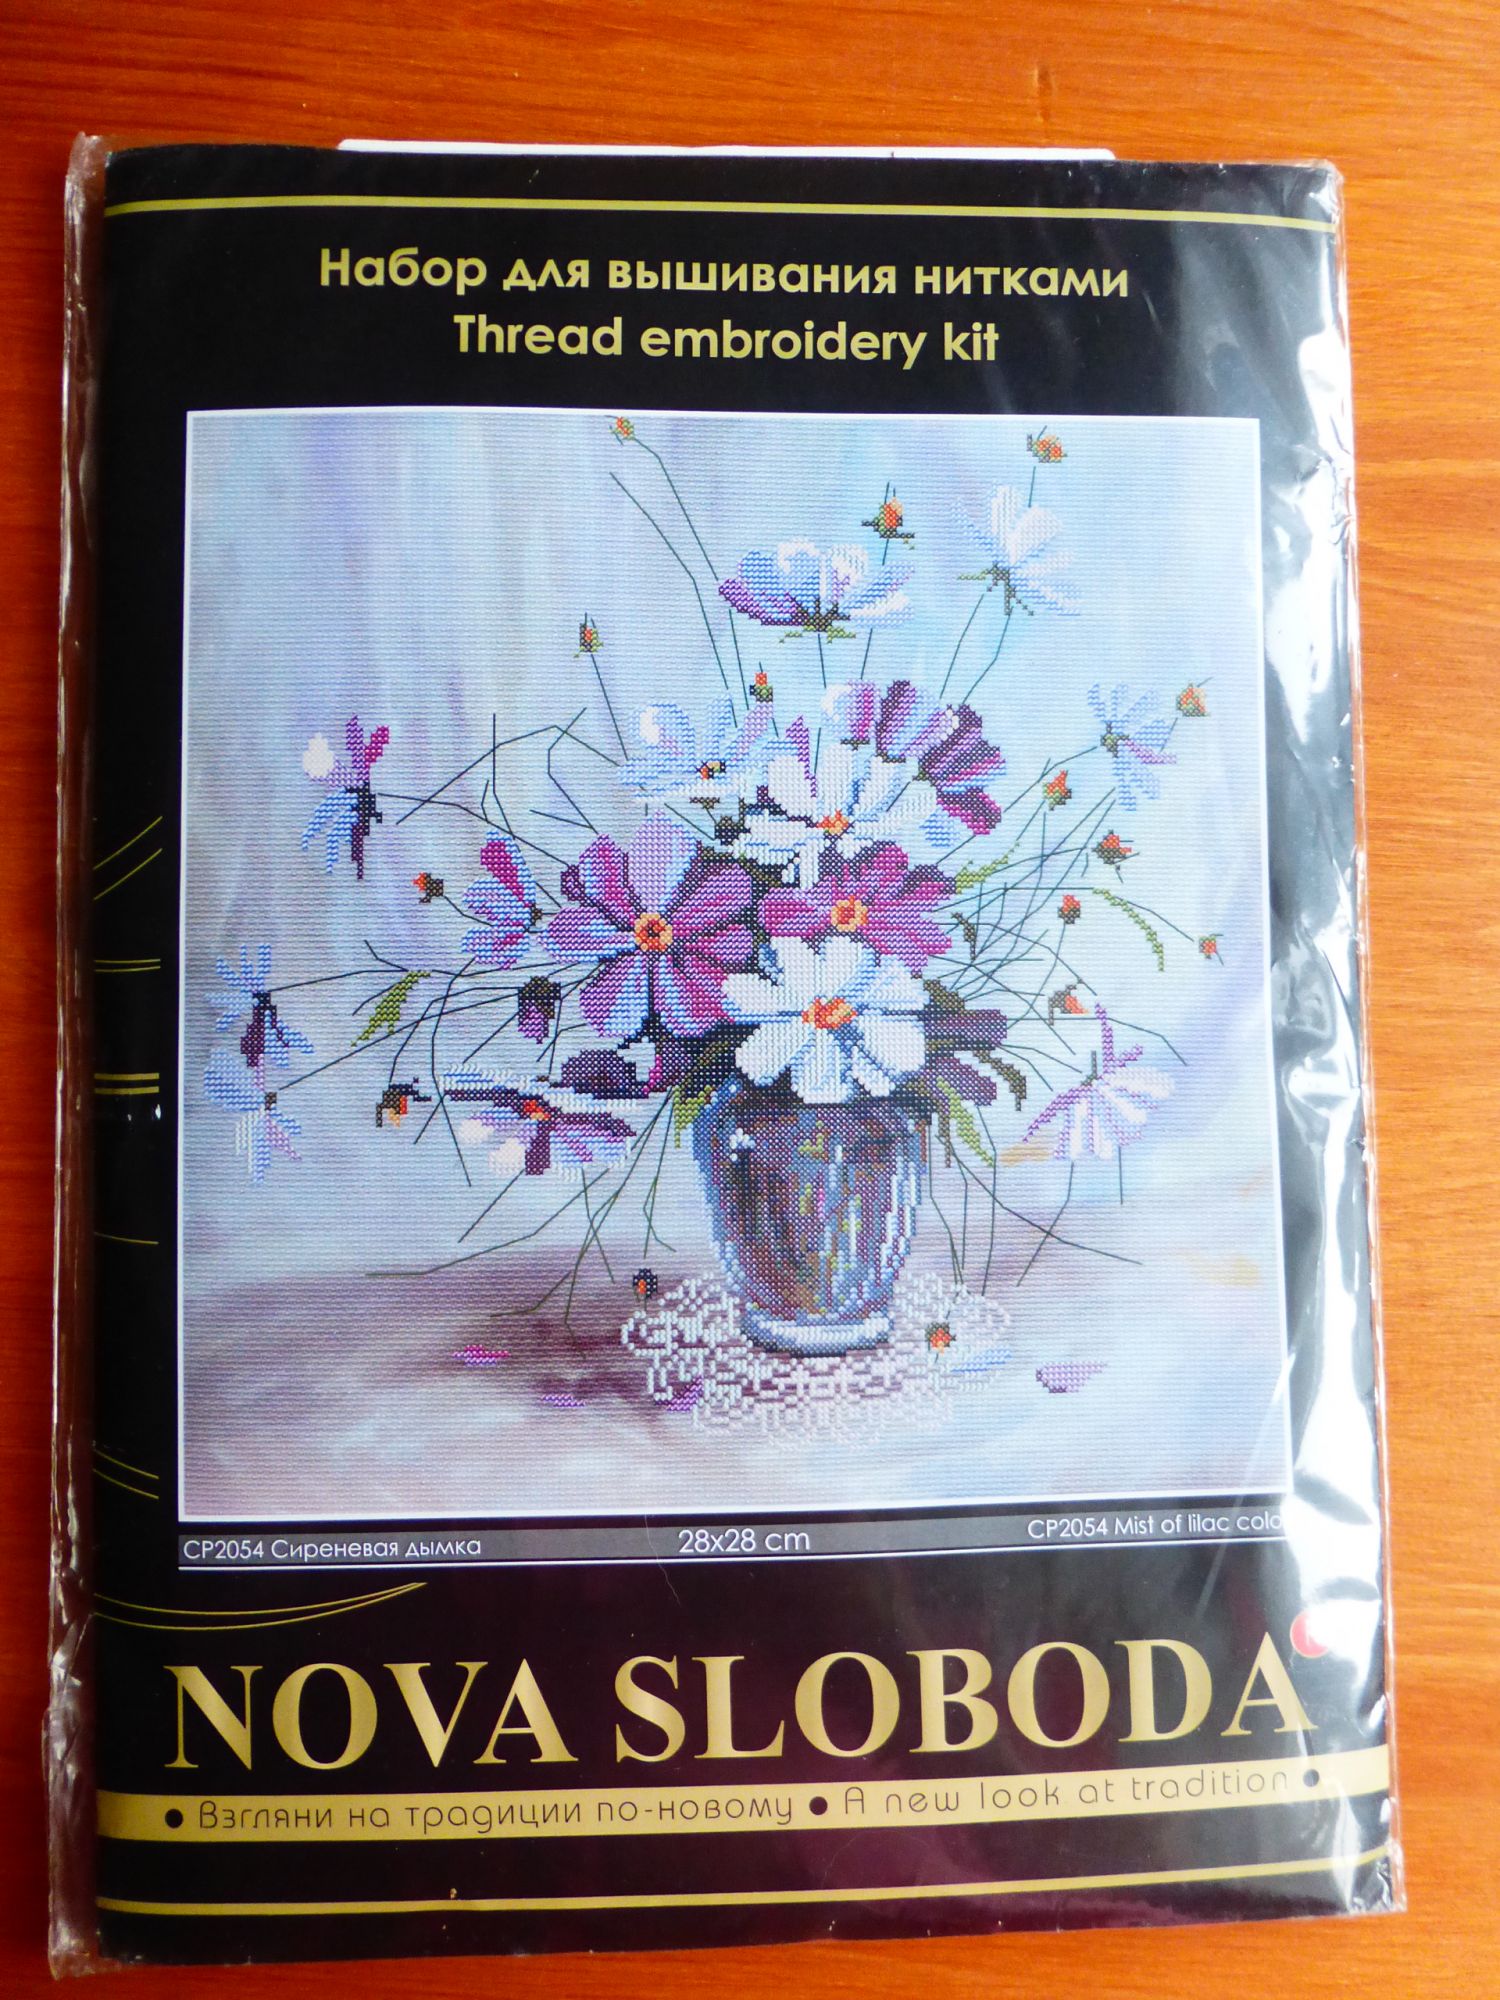 Набор для вышивания нитками
Thread embroidery kit
СР2054 Сиреневая дымка
28x28 cm
CP2054 Mist of lilac
NOVA SLOBODA
• Взгляни на традиции по-новому • A new look at tradition •